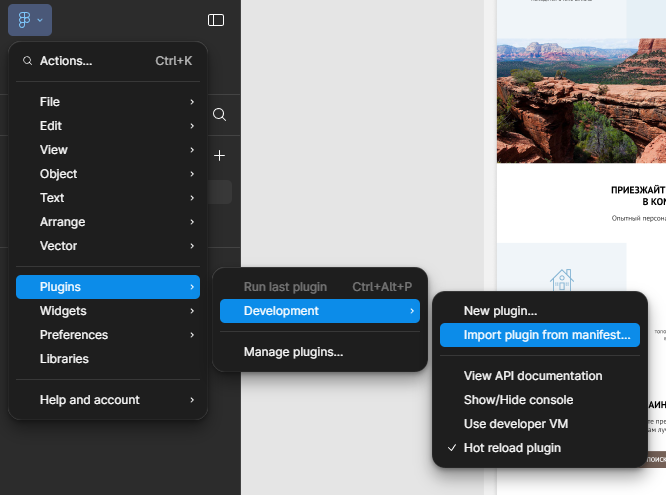 Actions... Ctrl+K
File
Edit
View
Object
Text
Arrange
Vector
Plugins
Widgets
Preferences
Libraries
Help and account
Run last plugin Ctrl+Alt+P
Development
Manage plugins...
New plugin...
Import plugin from manifest...
View API documentation
Show/Hide console
Use developer VM
Hot reload plugin
ПРИЕЗЖАЙТ
В КОМ
Опытный персона